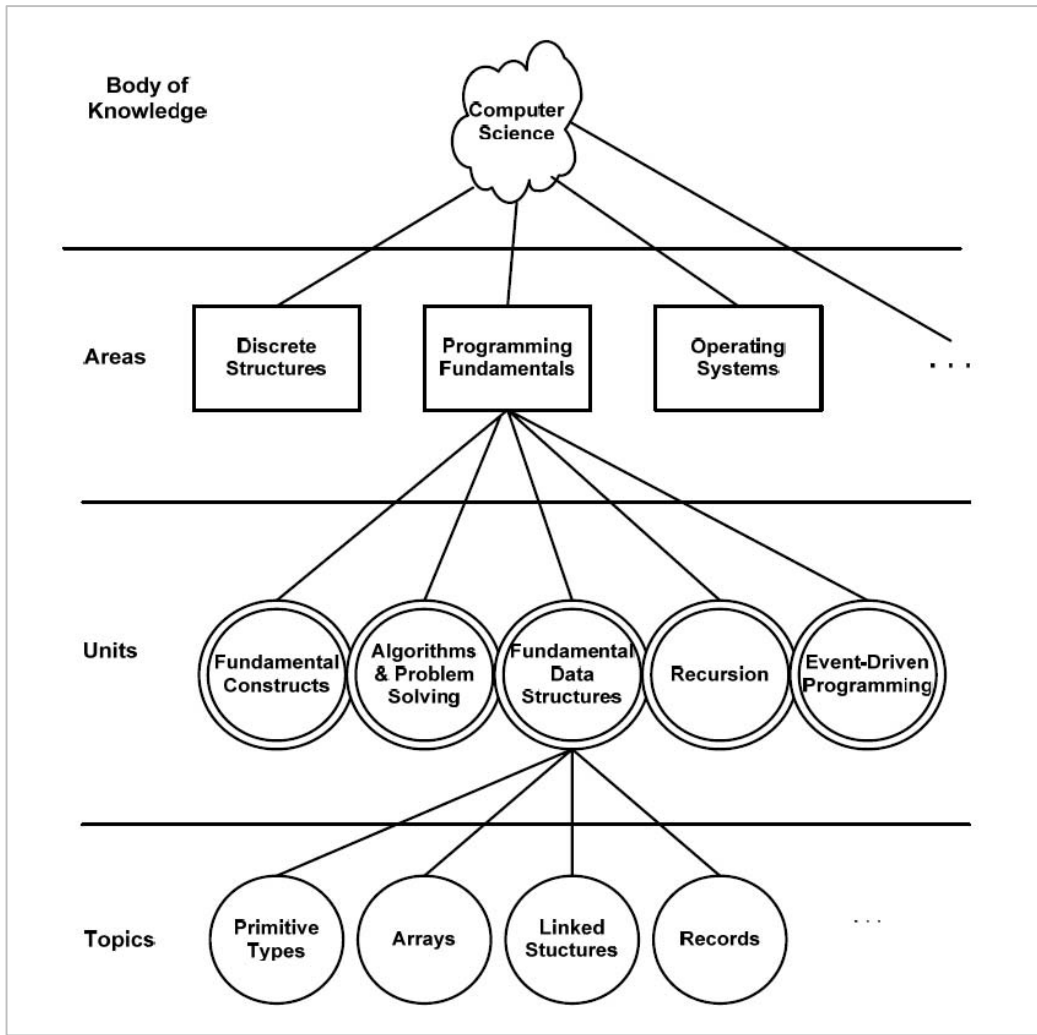 Body of
Knowledge
Computer
Science
Areas
Discrete
Structures
Programming
Fundamentals
Operating
Systems
. . .
Units
Fundamental
Constructs
Algorithms
& Problem
Solving
Fundamental
Data
Structures
Recursion
Event-Driven
Programming
Topics
Primitive
Types
Arrays
Linked
Stuctures
Records
. . .